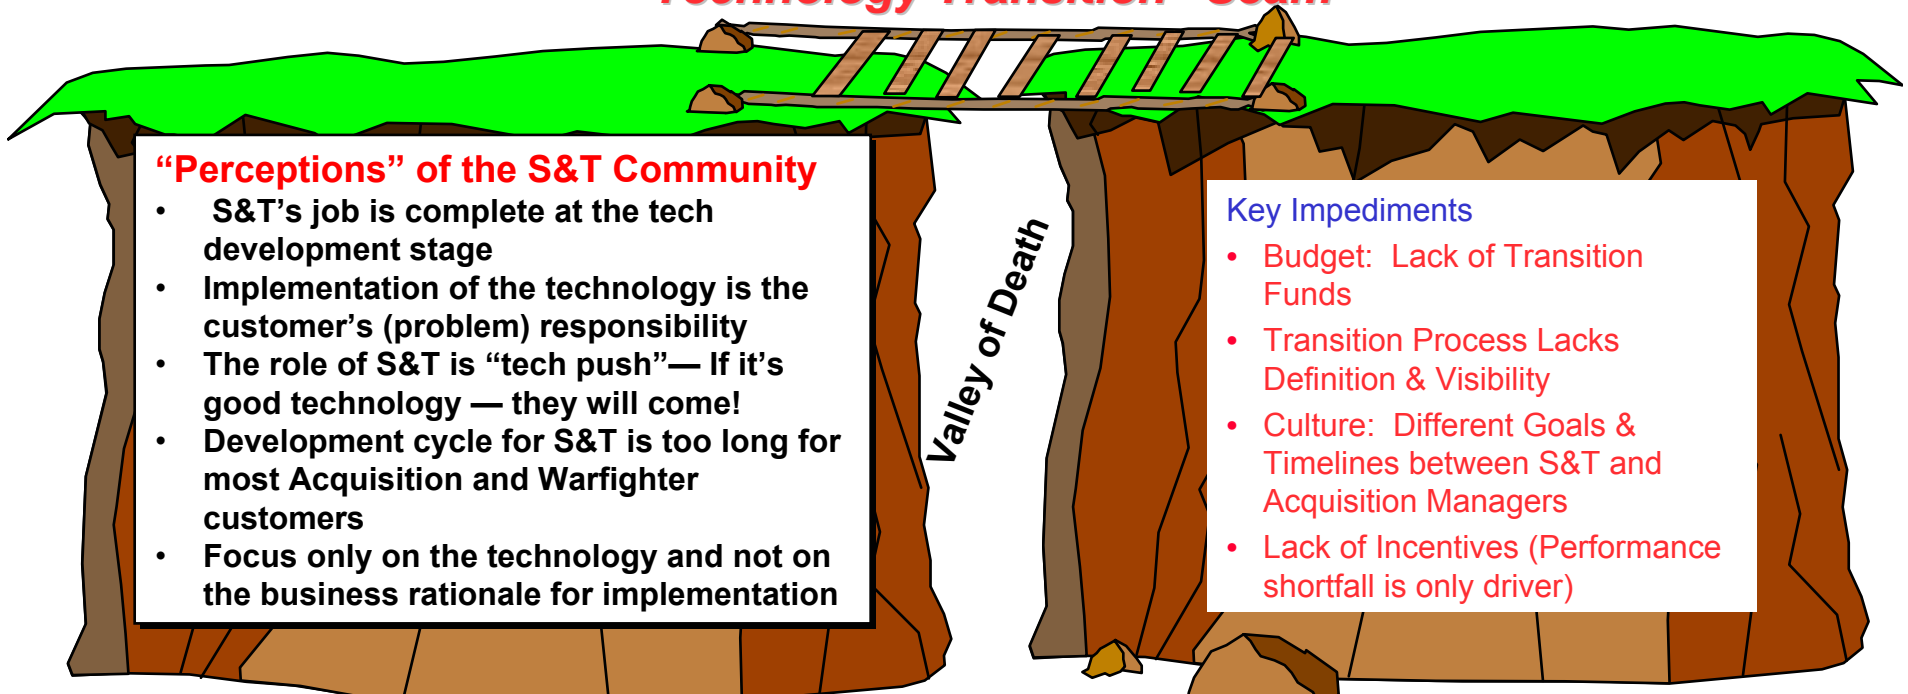 Technology Transition "Seam"
"Perceptions" of the S&T Community
• S&T's job is complete at the tech
development stage
• Implementation of the technology is the
customer's (problem) responsibility
• The role of S&T is "tech push"— If it's
good technology — they will come!
• Development cycle for S&T is too long for
most Acquisition and Warfighter
customers
• Focus only on the technology and not on
the business rationale for implementation
Valley of Death
Key Impediments
• Budget:  Lack of Transition
Funds
• Transition Process Lacks
Definition & Visibility
• Culture:  Different Goals &
Timelines between S&T and
Acquisition Managers
• Lack of Incentives (Performance
shortfall is only driver)